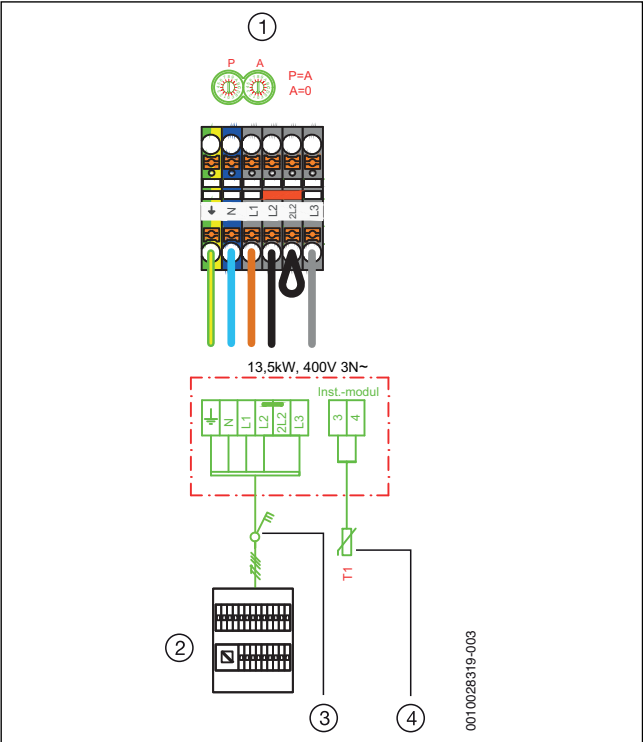 1
P A
P=A
A=0
N L1 L2 2L2 L3
13,5kW, 400V 3N~
Inst.-modul
N L1 L2 2L2 L3 3 4
T1
2
3 4
0010028319-003